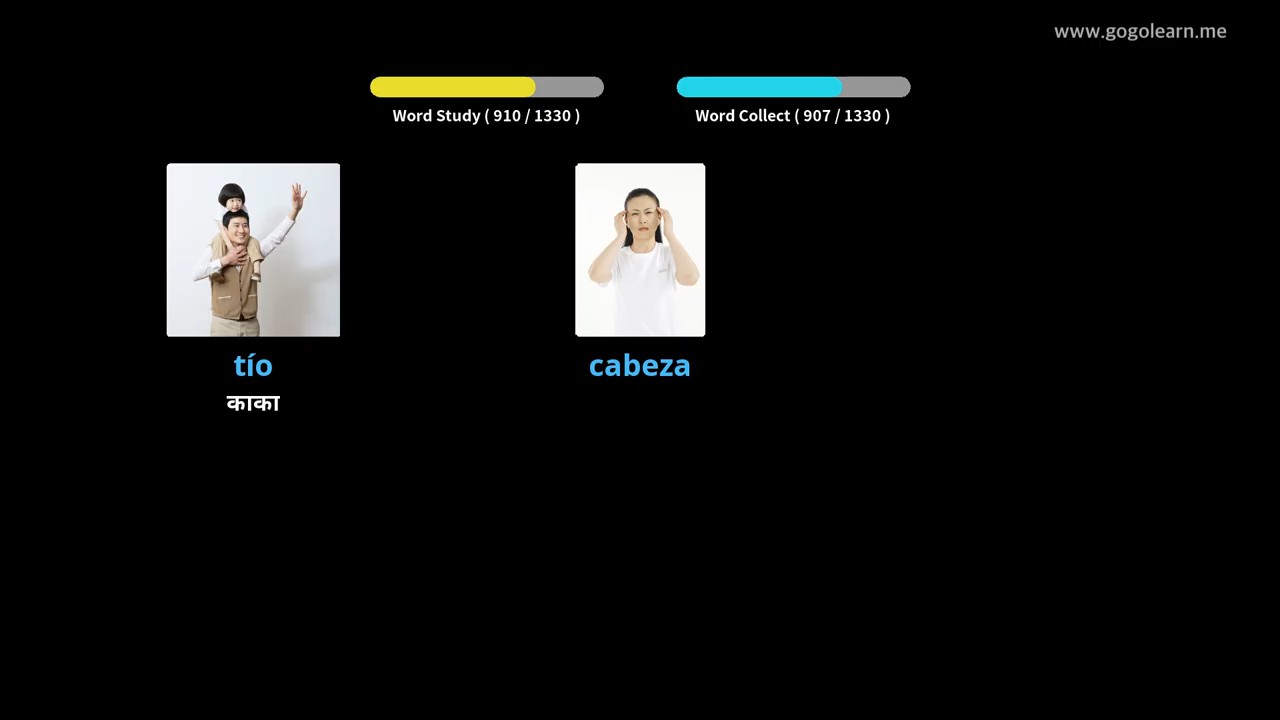 www.gogolearn.me
Word Study ( 910 / 1330 )
Word Collect ( 907 / 1330 )
tío
काका
cabeza